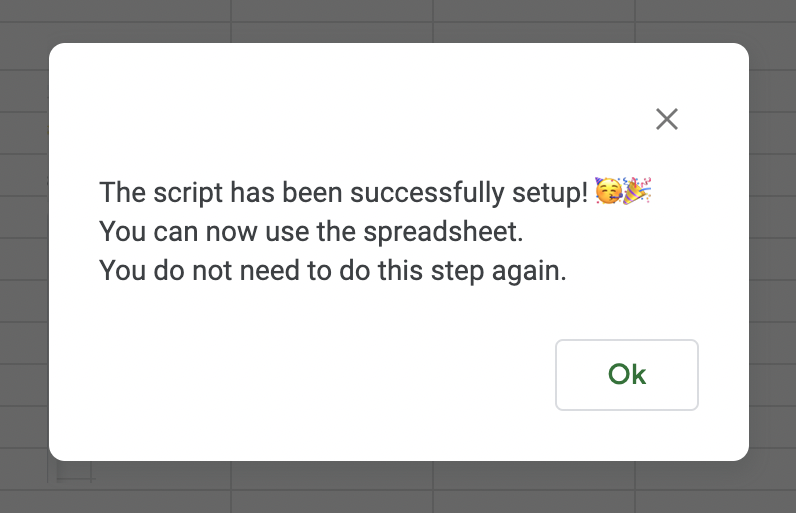 The script has been successfully setup! 🥳🎉
You can now use the spreadsheet.
You do not need to do this step again.
Ok